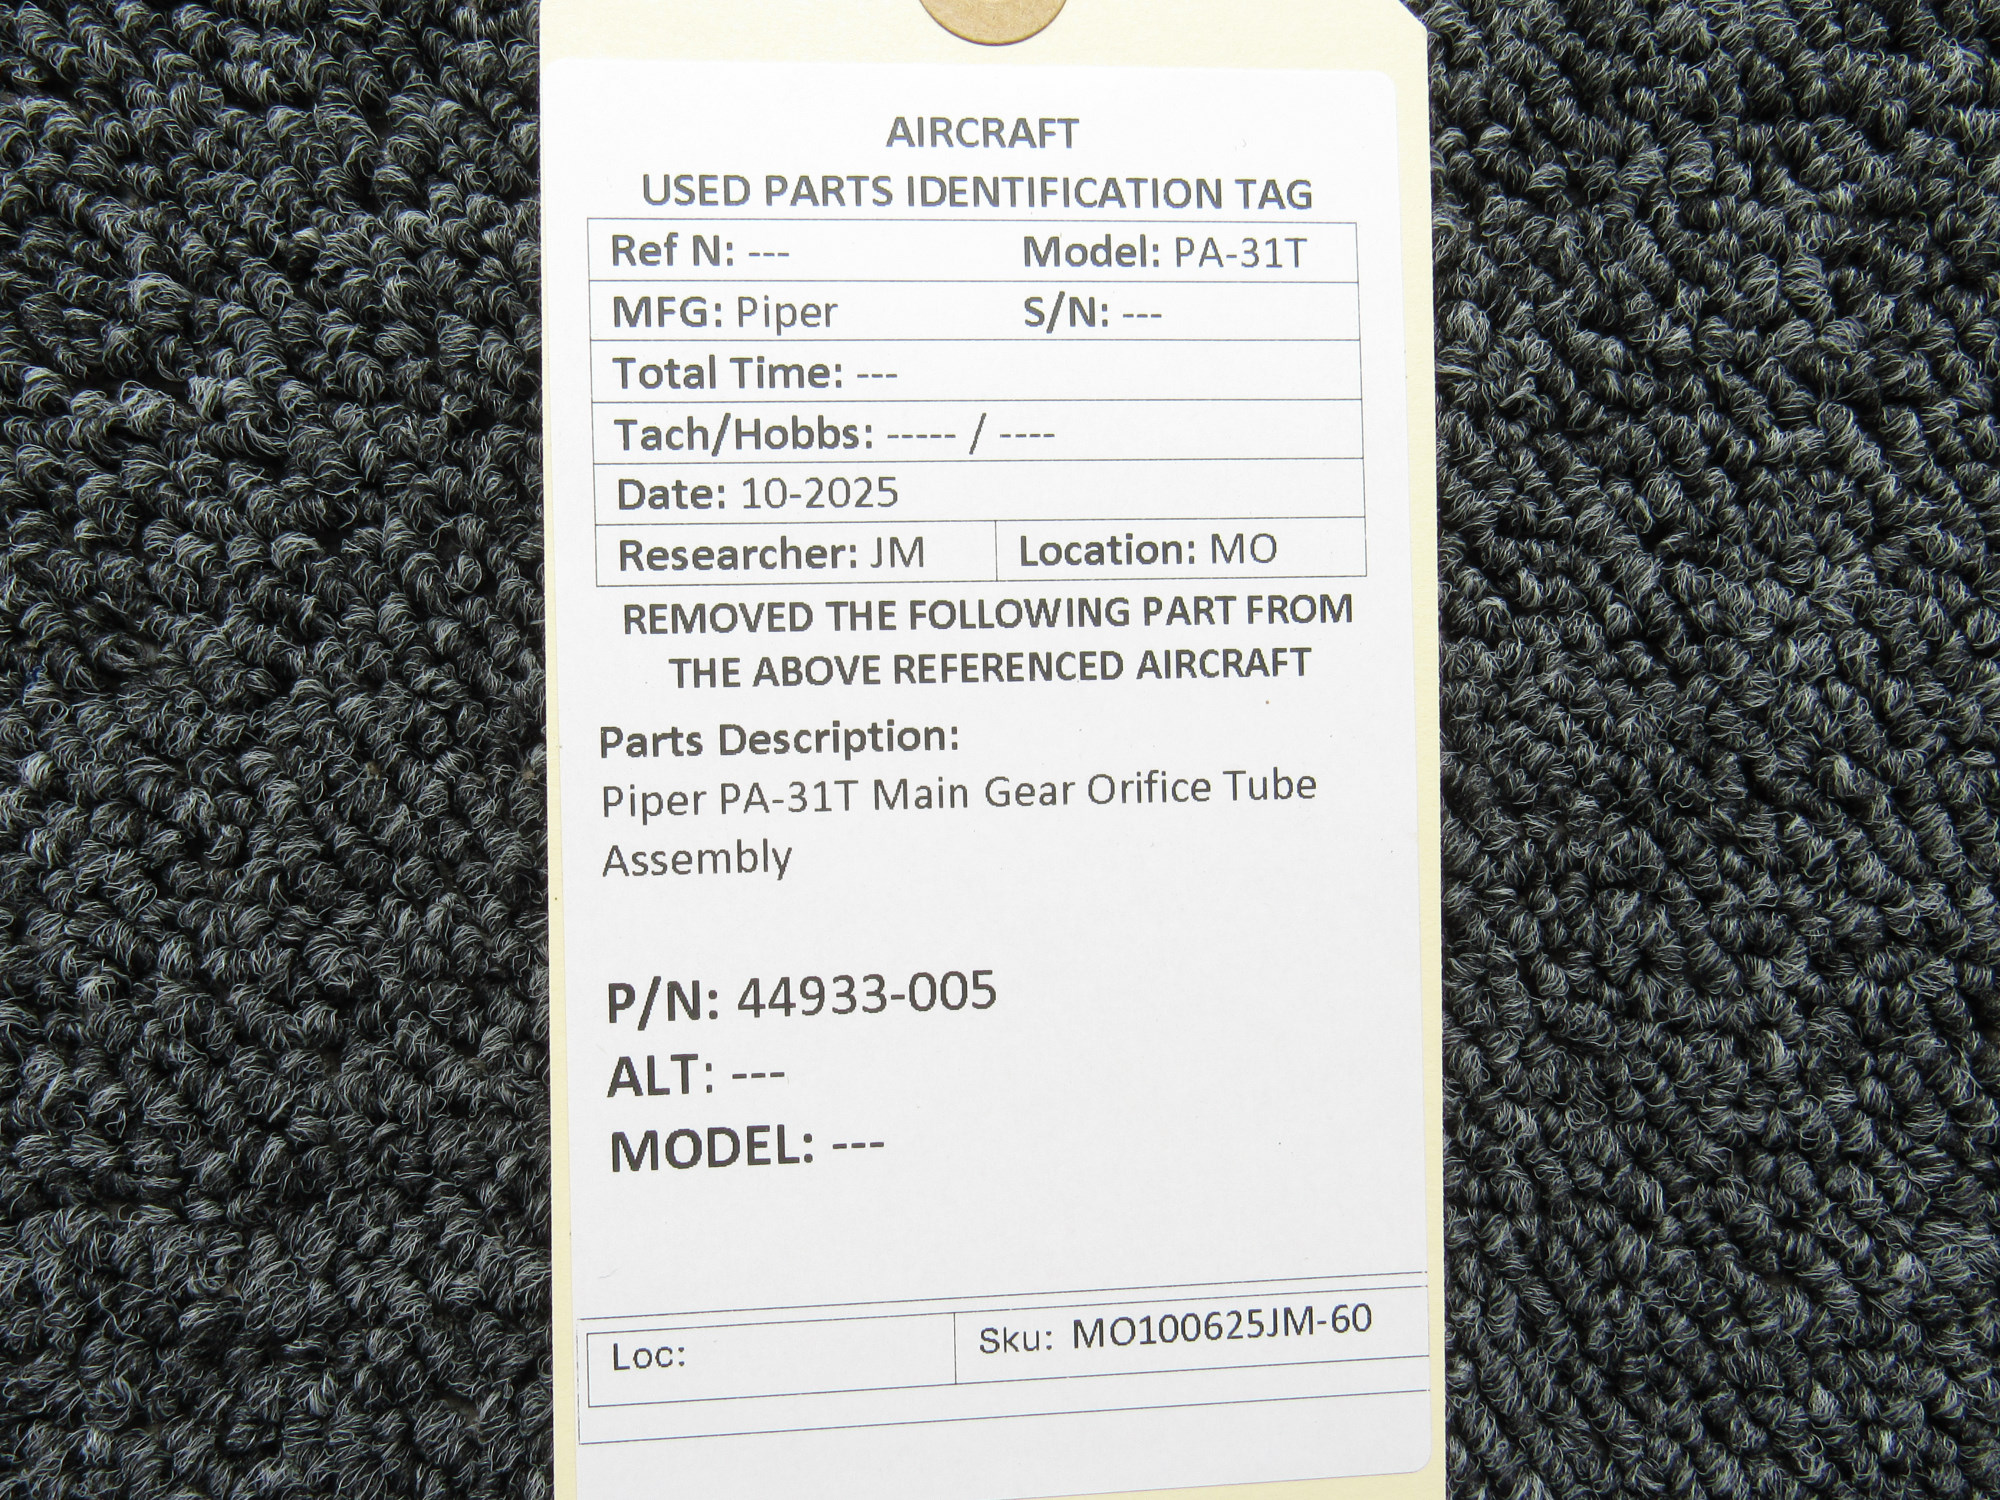 AIRCRAFT
USED PARTS IDENTIFICATION TAG
Ref N: --- Model: PA-31T
MFG: Piper S/N: ---
Total Time: ---
Tach/Hobbs: ----- / ----
Date: 10-2025
Researcher: JM Location: MO
REMOVED THE FOLLOWING PART FROM
THE ABOVE REFERENCED AIRCRAFT
Parts Description:
Piper PA-31T Main Gear Orifice Tube
Assembly
P/N: 44933-005
ALT: ---
MODEL: ---
Loc: Sku: MO100625JM-60